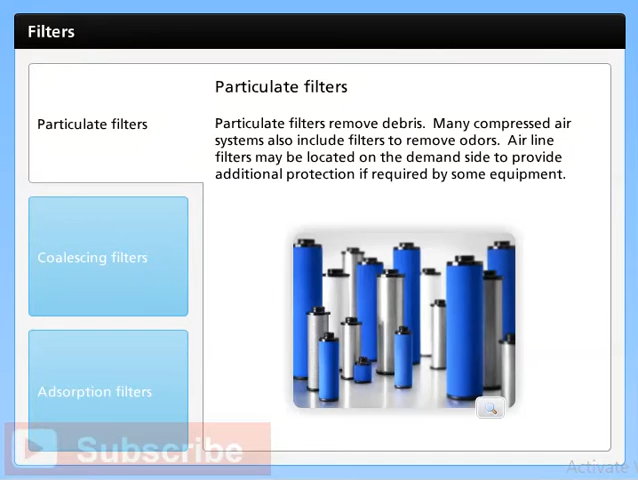 Filters
Particulate filters
Particulate filters
Particulate filters remove debris.  Many compressed air
systems also include filters to remove odors.  Air line
filters may be located on the demand side to provide
additional protection if required by some equipment.
Coalescing filters
Adsorption filters
Subscribe
Activate